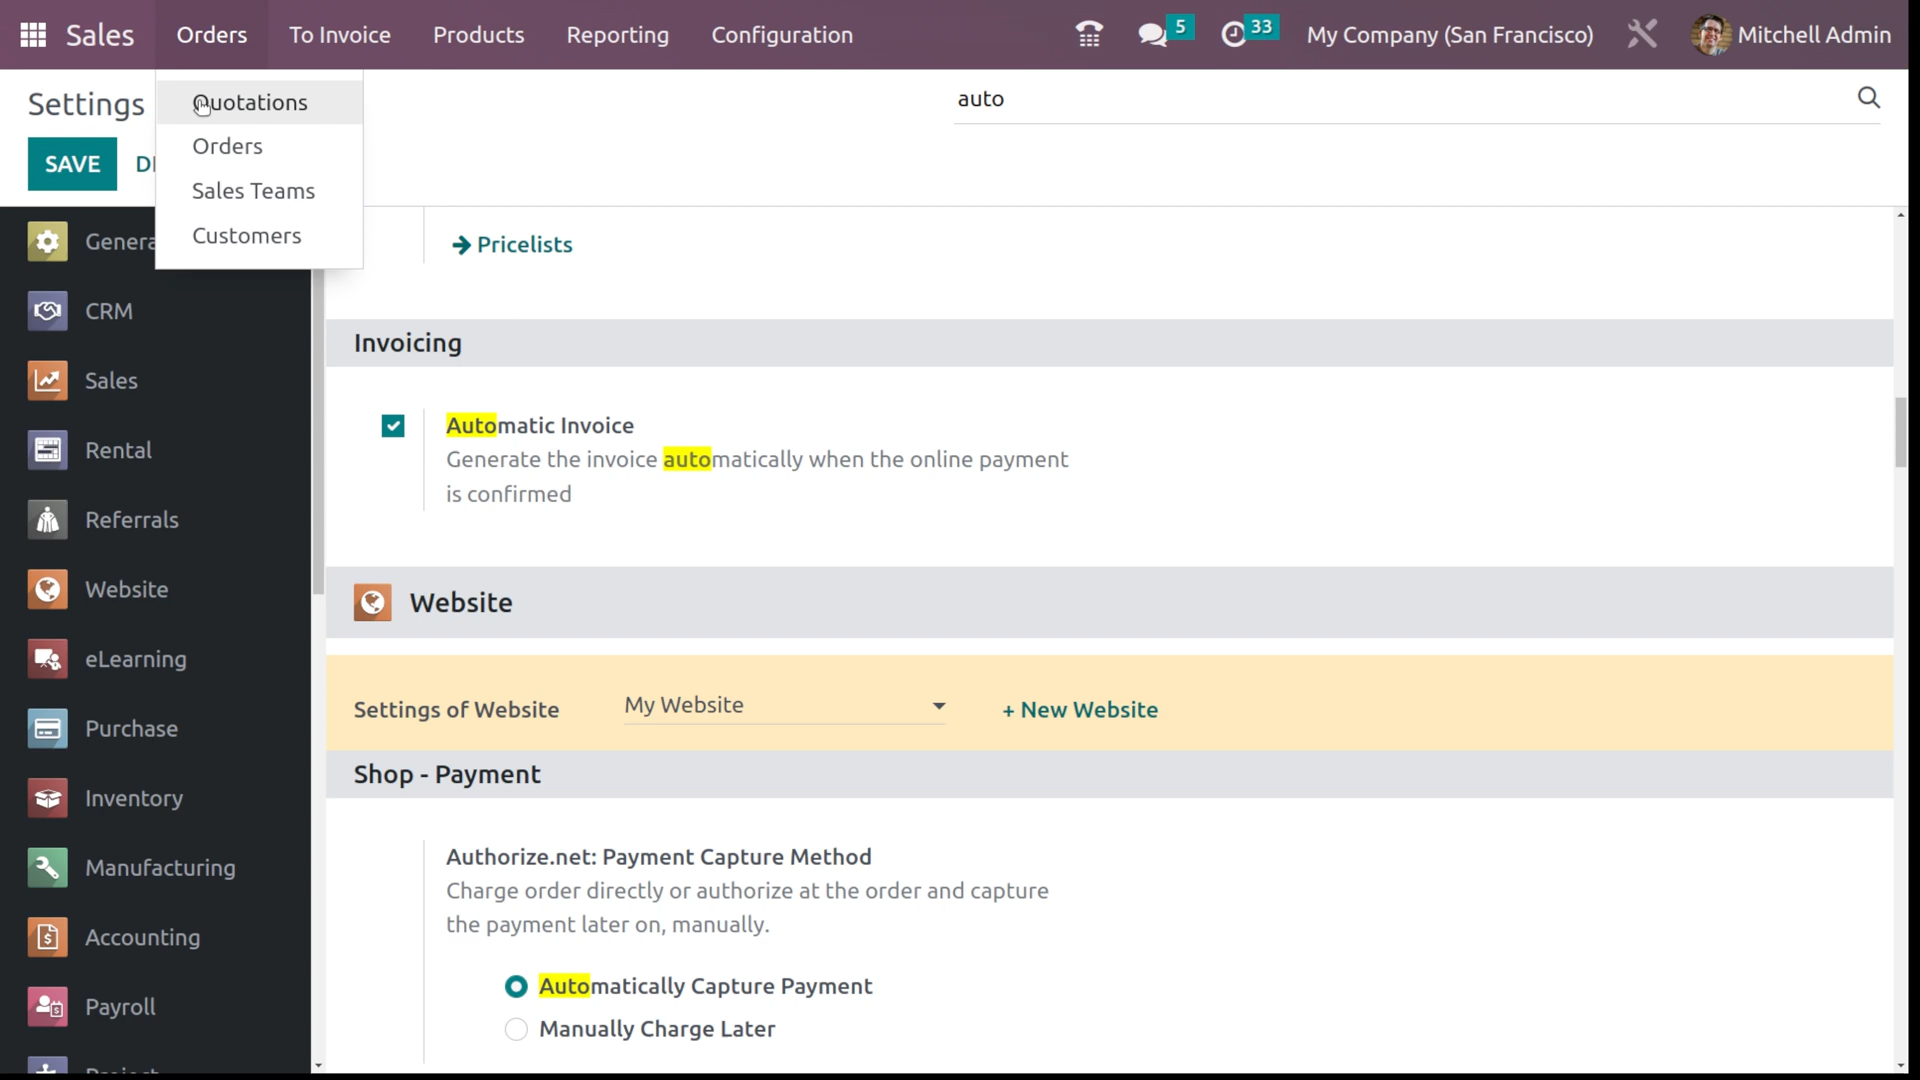 Sales Orders To Invoice Products Reporting Configuration 5 33 My Company (San Francisco) Mitchell Admin
Settings
auto
Quotations
Orders
Sales Teams
Customers
SAVE
General
CRM
Sales
Rental
Referrals
Website
eLearning
Purchase
Inventory
Manufacturing
Accounting
Payroll
Project
Pricelists
Invoicing
Automatic Invoice
Generate the invoice automatically when the online payment
is confirmed
Website
Settings of Website My Website + New Website
Shop - Payment
Authorize.net: Payment Capture Method
Charge order directly or authorize at the order and capture
the payment later on, manually.
Automatically Capture Payment
Manually Charge Later